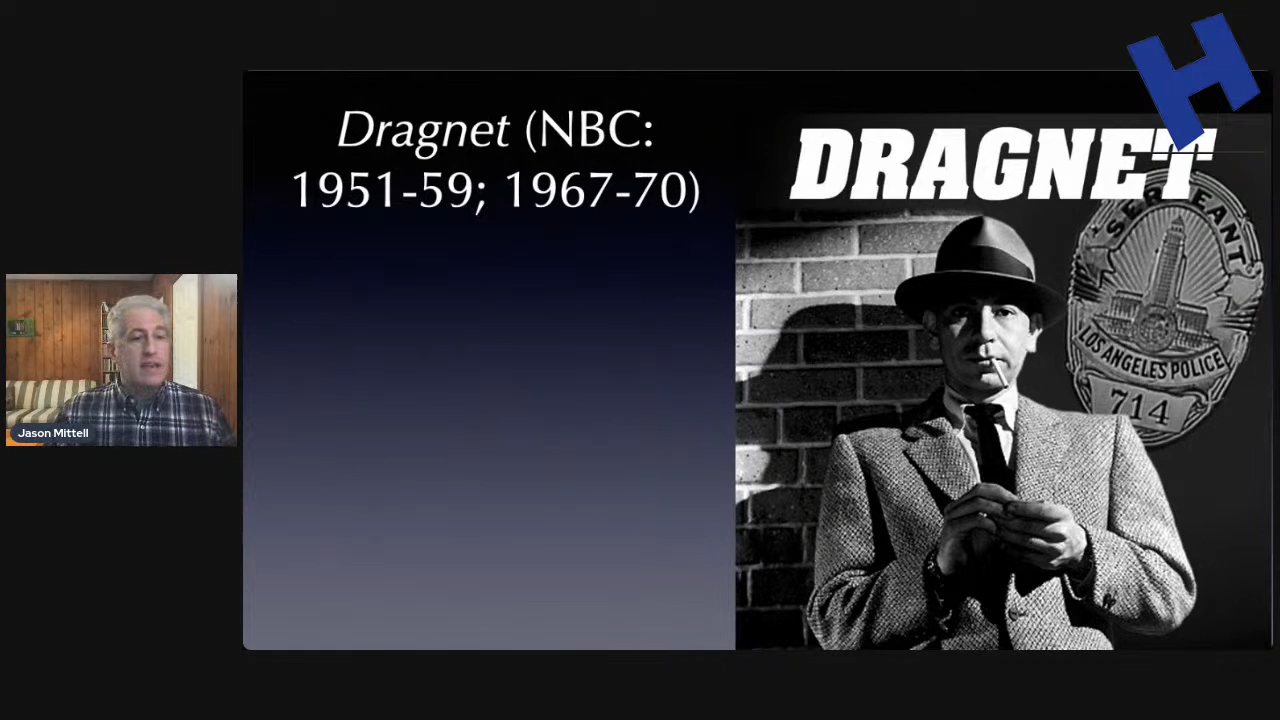 Dragnet (NBC:
1951-59; 1967-70)
H
DRAGNET
SERGEANT
LOS ANGELES POLICE
714
Jason Mittell